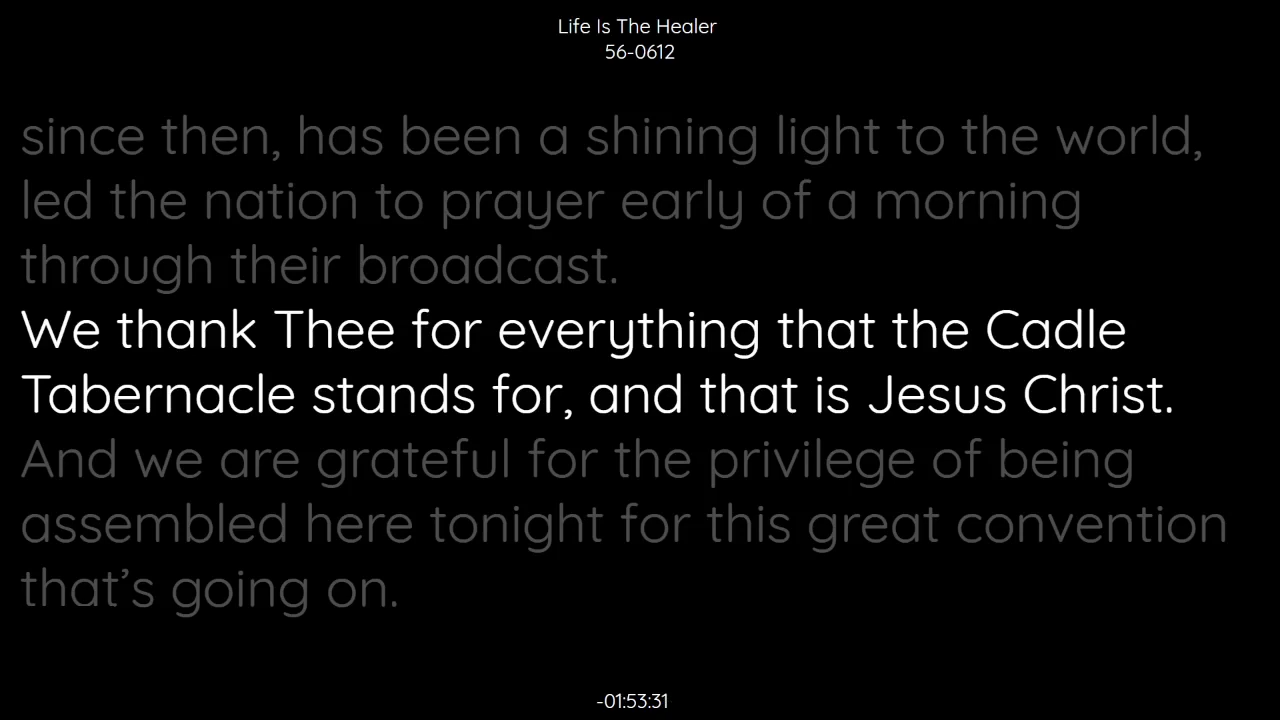 Life Is The Healer
56-0612
since then, has been a shining light to the world,
led the nation to prayer early of a morning
through their broadcast.
We thank Thee for everything that the Cadle
Tabernacle stands for, and that is Jesus Christ.
And we are grateful for the privilege of being
assembled here tonight for this great convention
that’s going on.
-01:53:31